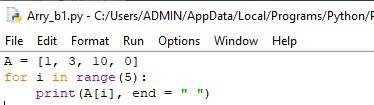 Arry_b1.py - C:/Users/ADMIN/AppData/Local/Programs/Python/P
File Edit Format Run Options Window Help
A = [1, 3, 10, 0]
for i in range(5):
    print(A[i], end = " ")